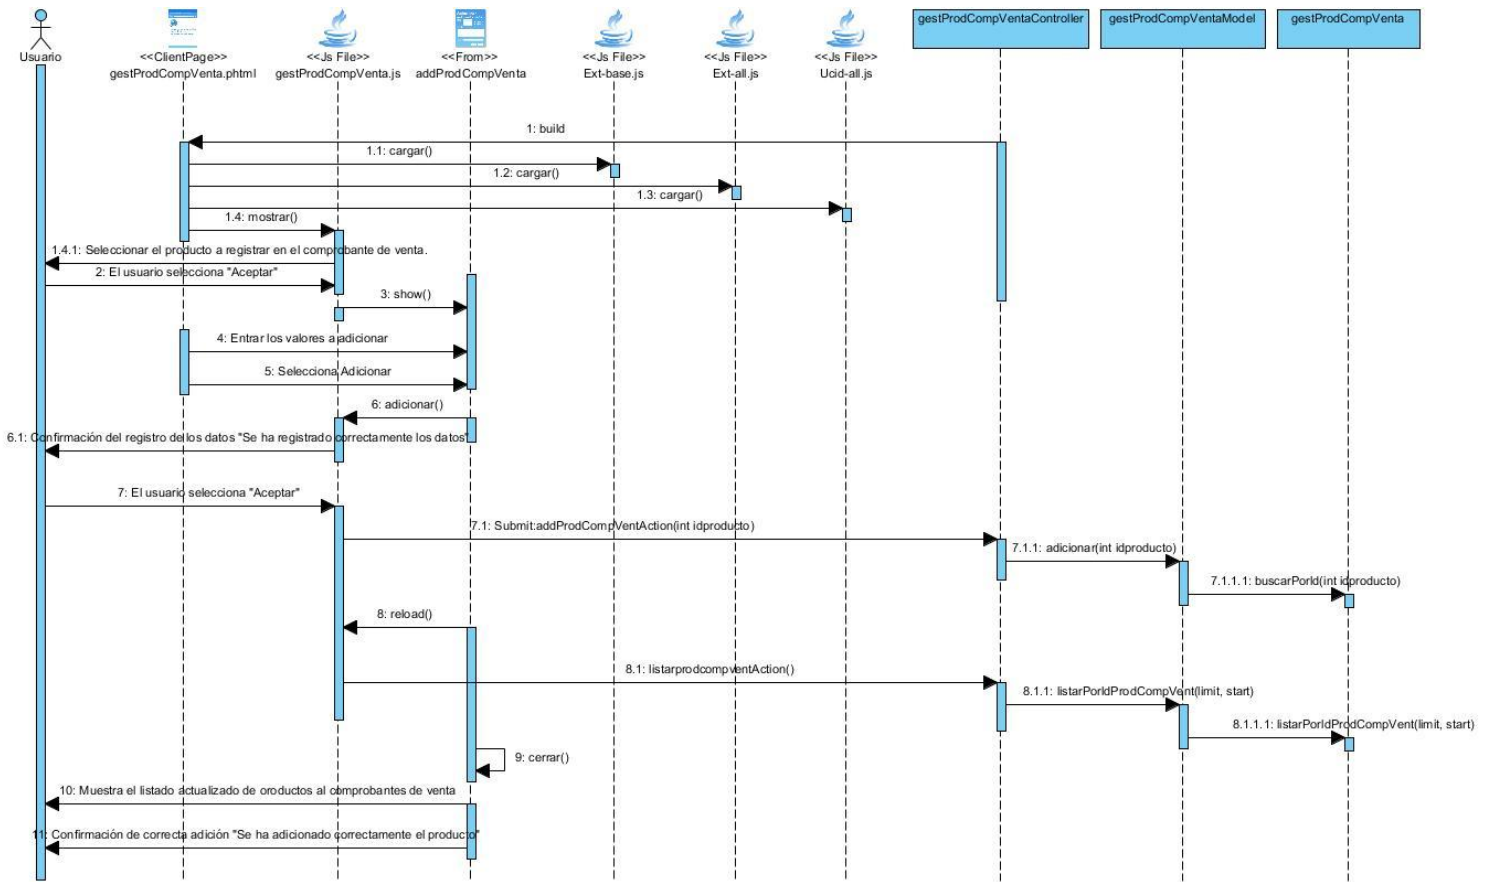 gestProdCompVentaController
gestProdCompVentaModel
gestProdCompVenta
Usuario
<<ClientPage>>
gestProdCompVenta.phtml
<<Js File>>
gestProdCompVenta.js
<<From>>
addProdCompVenta
<<Js File>>
Ext-base.js
<<Js File>>
Ext-all.js
<<Js File>>
Ucid-all.js
1: build
1.1: cargar()
1.2: cargar()
1.3: cargar()
1.4: mostrar()
1.4.1: Seleccionar el producto a registrar en el comprobante de venta.
2: El usuario selecciona "Aceptar"
3: show()
4: Entrar los valores a adicionar
5: Selecciona Adicionar
6: adicionar()
6.1: Confirmación del registro de los datos "Se ha registrado correctamente los datos"
7: El usuario selecciona "Aceptar"
7.1: Submit:addProdCompVentAction(int idproducto)
7.1.1: adicionar(int idproducto)
7.1.1.1: buscarPorId(int idproducto)
8: reload()
8.1: listarprodcompventAction()
8.1.1: listarPorIdProdCompVent(limit, start)
8.1.1.1: listarPorIdProdCompVent(limit, start)
9: cerrar()
10: Muestra el listado actualizado de oroductos al comprobantes de venta
11: Confirmación de correcta adición "Se ha adicionado correctamente el producto"